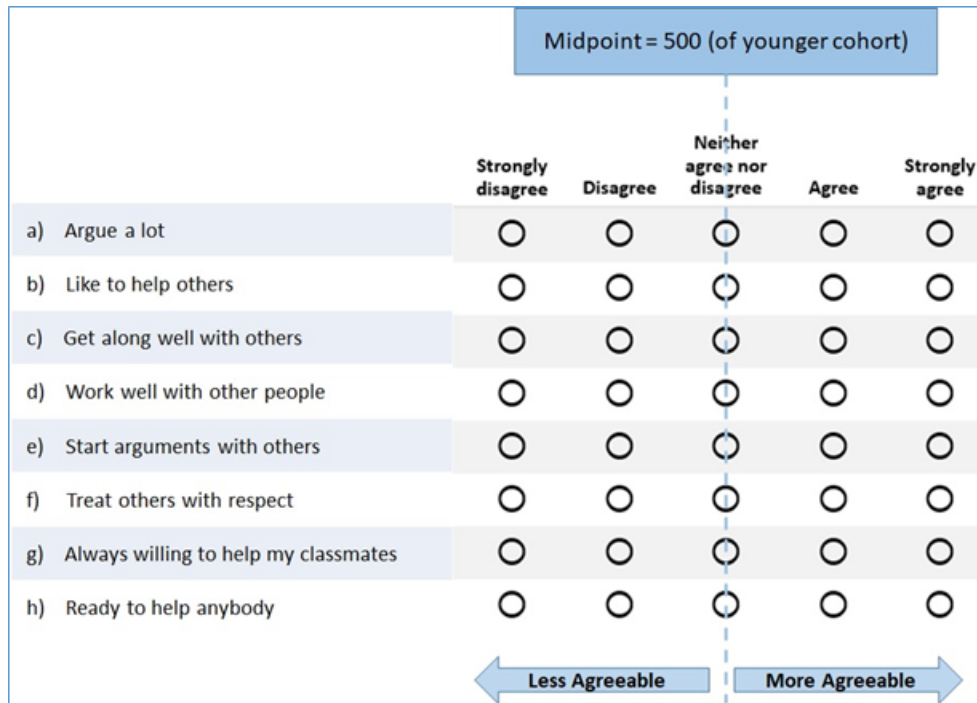 Midpoint = 500 (of younger cohort)
Strongly disagree
Disagree
Neither agree nor disagree
Agree
Strongly agree
a) Argue a lot
b) Like to help others
c) Get along well with others
d) Work well with other people
e) Start arguments with others
f) Treat others with respect
g) Always willing to help my classmates
h) Ready to help anybody
Less Agreeable
More Agreeable